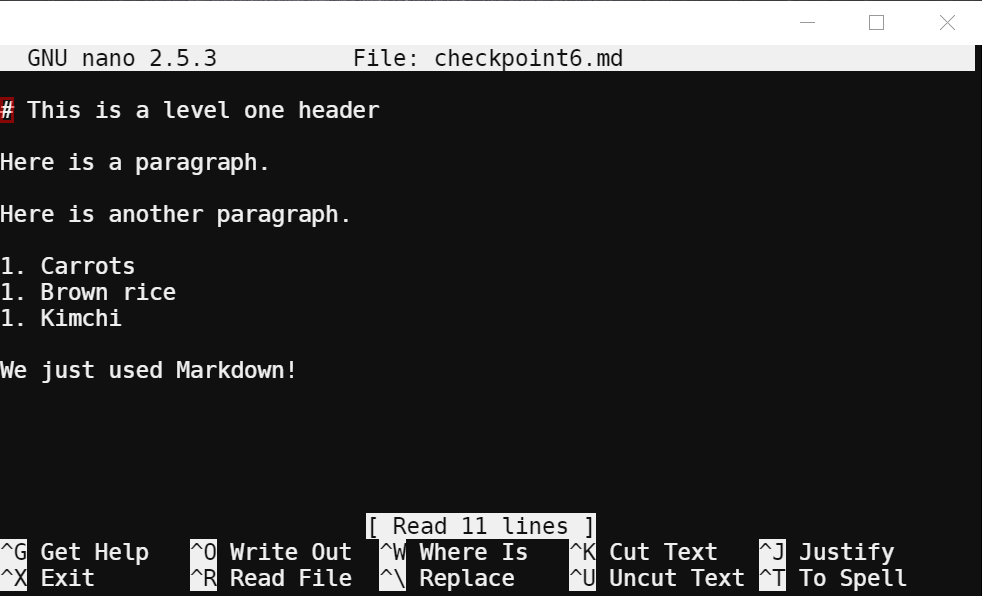 GNU nano 2.5.3 File: checkpoint6.md
# This is a level one header
Here is a paragraph.
Here is another paragraph.
1. Carrots
1. Brown rice
1. Kimchi
We just used Markdown!
[ Read 11 lines ]
^G Get Help ^O Write Out ^W Where Is ^K Cut Text ^J Justify
^X Exit ^R Read File ^\ Replace ^U Uncut Text ^T To Spell